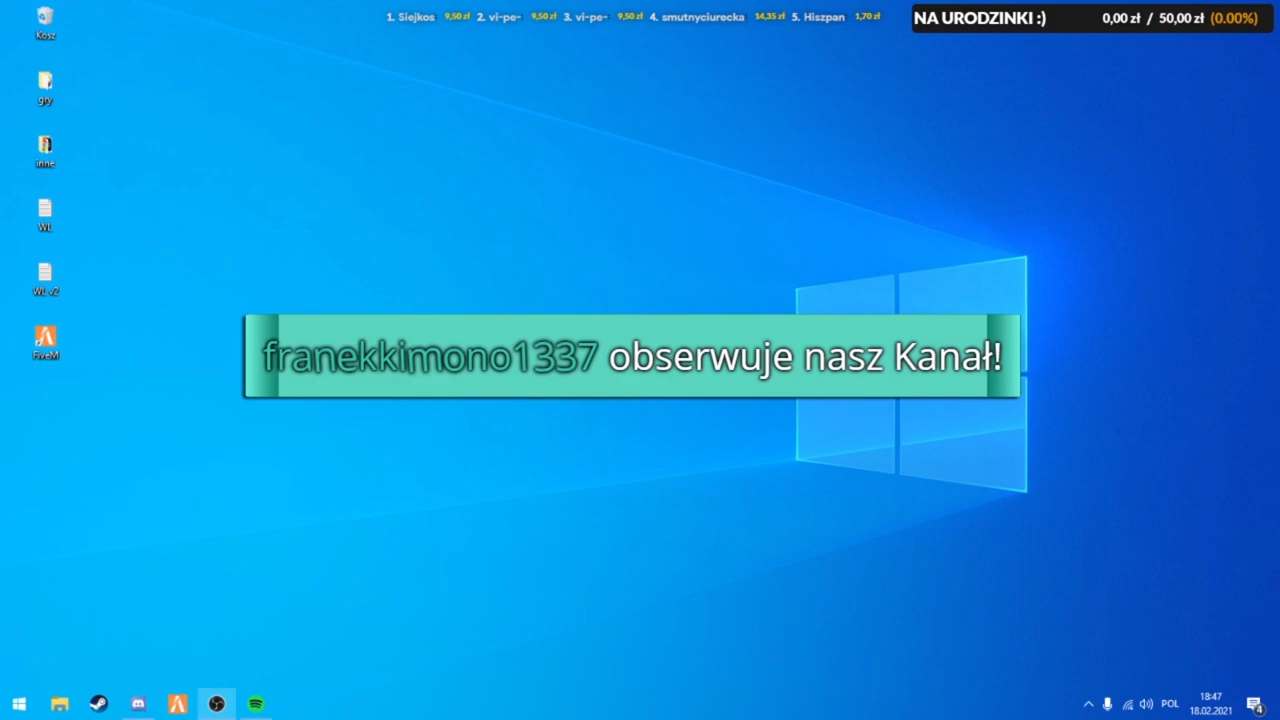 1. Siejkos 9,50 zł 2. vi-pe- 9,50 zł 3. vi-pe- 9,50 zł 4. smutnyciurecka 14,35 zł 5. Hiszpan 1,70 zł
NA URODZINKI :) 0,00 zł / 50,00 zł (0.00%)
Kosz
gry
inne
WL
WL v2
FiveM
franekkimono1337 obserwuje nasz Kanał!
POL
18:47
18.02.2021
4